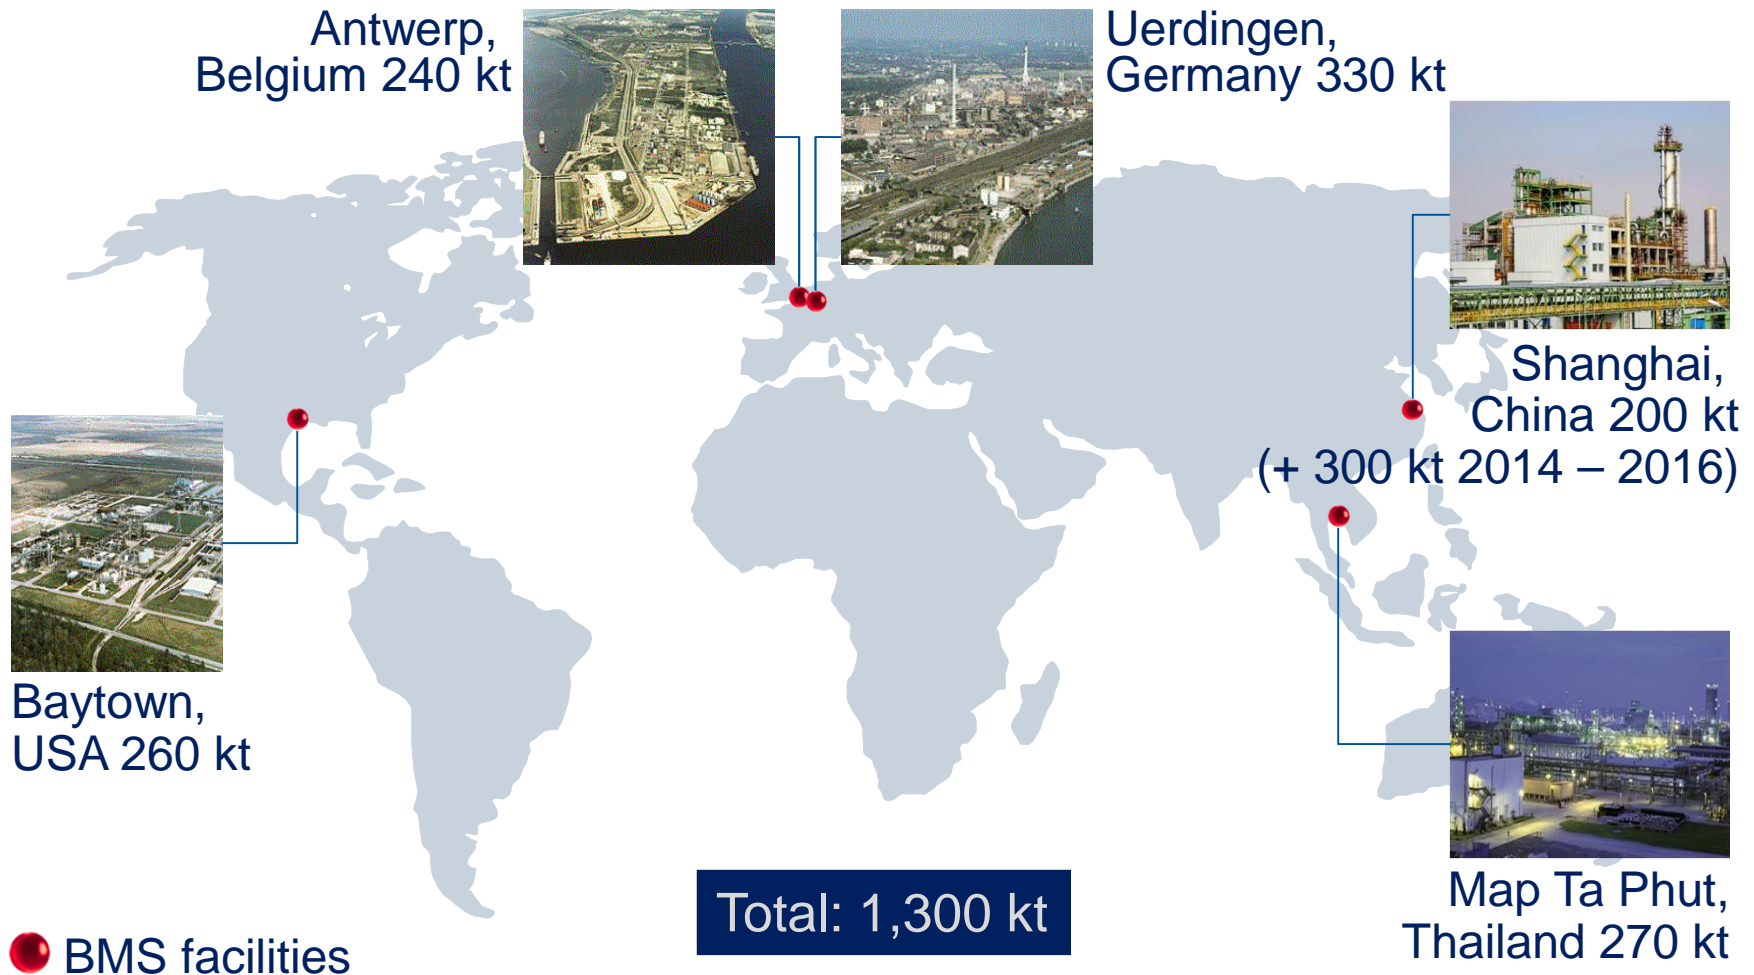 Antwerp,
Belgium 240 kt
Uerdingen,
Germany 330 kt
Shanghai,
China 200 kt
(+ 300 kt 2014 – 2016)
Baytown,
USA 260 kt
Map Ta Phut,
Thailand 270 kt
Total: 1,300 kt
BMS facilities